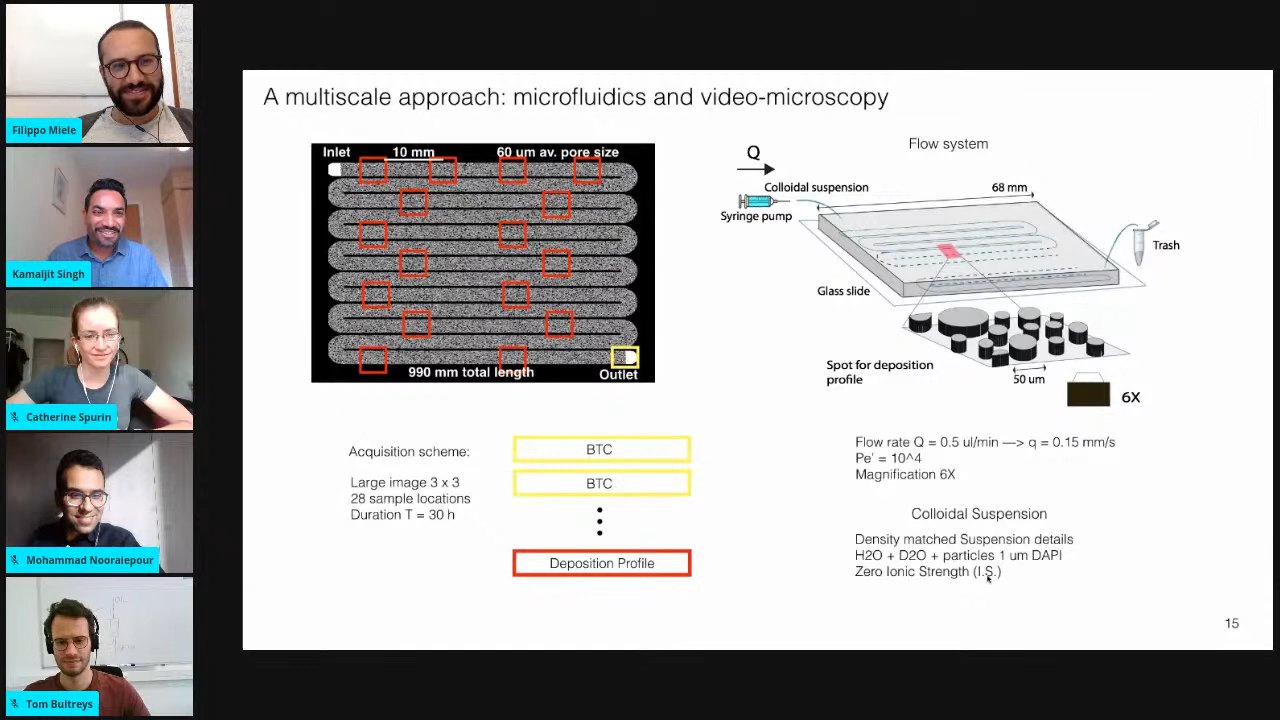 Filippo Miele
Kamaljit Singh
Catherine Spurin
Mohammad Nooraiepour
Tom Bultreys
A multiscale approach: microfluidics and video-microscopy
Inlet 10 mm 60 um av. pore size
990 mm total length
Outlet
Flow system
Q
Colloidal suspension
Syringe pump
68 mm
Trash
Glass slide
Spot for deposition
profile
50 um
6X
Acquisition scheme:
Large image 3 x 3
28 sample locations
Duration T = 30 h
BTC
BTC
Deposition Profile
Flow rate Q = 0.5 ul/min —> q = 0.15 mm/s
Pe' = 10^4
Magnification 6X
Colloidal Suspension
Density matched Suspension details
H2O + D2O + particles 1 um DAPI
Zero Ionic Strength (I.S.)
15